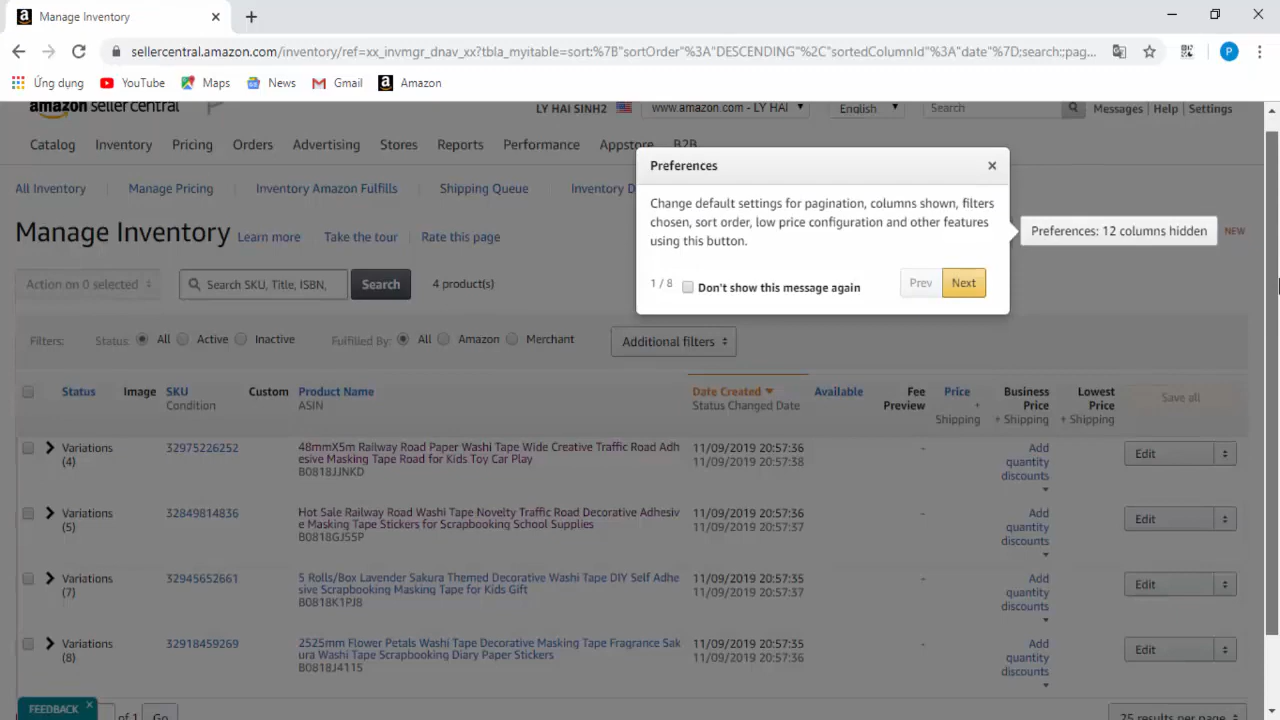 Manage Inventory
sellercentral.amazon.com/inventory/ref=xx_invmgr_dnav_xx?tbla_myitable=sort:%7B"sortOrder"%3A"DESCENDING"%2C"sortedColumnId"%3A"date"%7D;search:;pag...
P
Ứng dụng YouTube Maps News Gmail Amazon
amazon seller central LY HAI SINH2 www.amazon.com - LY HAI English Search Messages | Help | Settings
Catalog Inventory Pricing Orders Advertising Stores Reports Performance Appstore B2B
Preferences
All Inventory Manage Pricing Inventory Amazon Fulfills Shipping Queue Inventory D
Change default settings for pagination, columns shown, filters
chosen, sort order, low price configuration and other features
using this button.
Preferences: 12 columns hidden NEW
Manage Inventory Learn more Take the tour Rate this page
1 / 8 Don't show this message again Prev Next
Action on 0 selected Search SKU, Title, ISBN, Search 4 product(s)
Filters: Status: All Active Inactive Fulfilled By: All Amazon Merchant Additional filters
Status Image SKU Custom Product Name Date Created Available Fee Price Business Lowest Save all
Condition ASIN Status Changed Date Preview + Price Price
Shipping + Shipping + Shipping
Variations 32975226252 48mmX5m Railway Road Paper Washi Tape Wide Creative Traffic Road Adh 11/09/2019 20:57:36 - Add Edit
(4) esive Masking Tape Road for Kids Toy Car Play 11/09/2019 20:57:38 quantity
B0818JJNKD discounts
Variations 32849814836 Hot Sale Railway Road Washi Tape Novelty Traffic Road Decorative Adhesiv 11/09/2019 20:57:36 - Add Edit
(5) e Masking Tape Stickers for Scrapbooking School Supplies 11/09/2019 20:57:37 quantity
B0818GJS5P discounts
Variations 32945652661 5 Rolls/Box Lavender Sakura Themed Decorative Washi Tape DIY Self Adhe 11/09/2019 20:57:35 - Add Edit
(7) sive Scrapbooking Masking Tape for Kids Gift 11/09/2019 20:57:37 quantity
B0818K1PJ8 discounts
Variations 32918459269 2525mm Flower Petals Washi Tape Decorative Masking Tape Fragrance Sak 11/09/2019 20:57:35 - Add Edit
(8) ura Washi Tape Scrapbooking Diary Paper Stickers 11/09/2019 20:57:36 quantity
B0818J4115 discounts
FEEDBACK of 1 Go 25 results per page